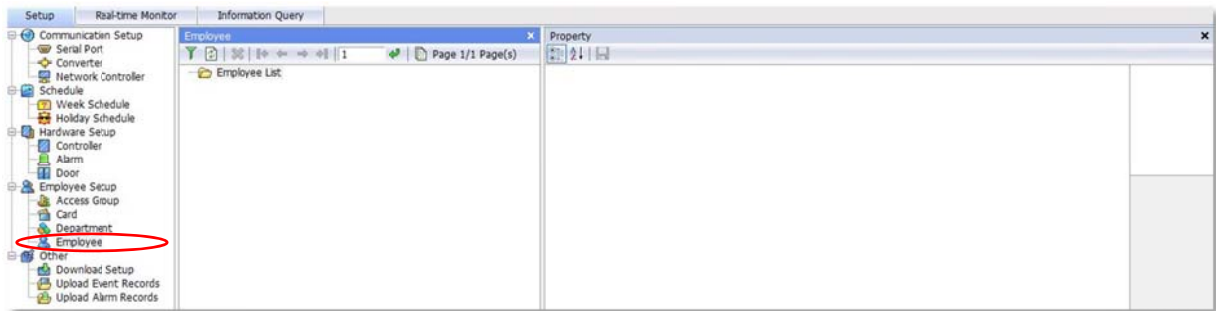 Setup Real-time Monitor Information Query
Communication Setup
Serial Port
Converter
Network Controller
Schedule
Week Schedule
Holiday Schedule
Hardware Setup
Controller
Alarm
Door
Employee Setup
Access Group
Card
Department
Employee
Other
Download Setup
Upload Event Records
Upload Alarm Records
Employee x
1 Page 1/1 Page(s)
Employee List
Property x